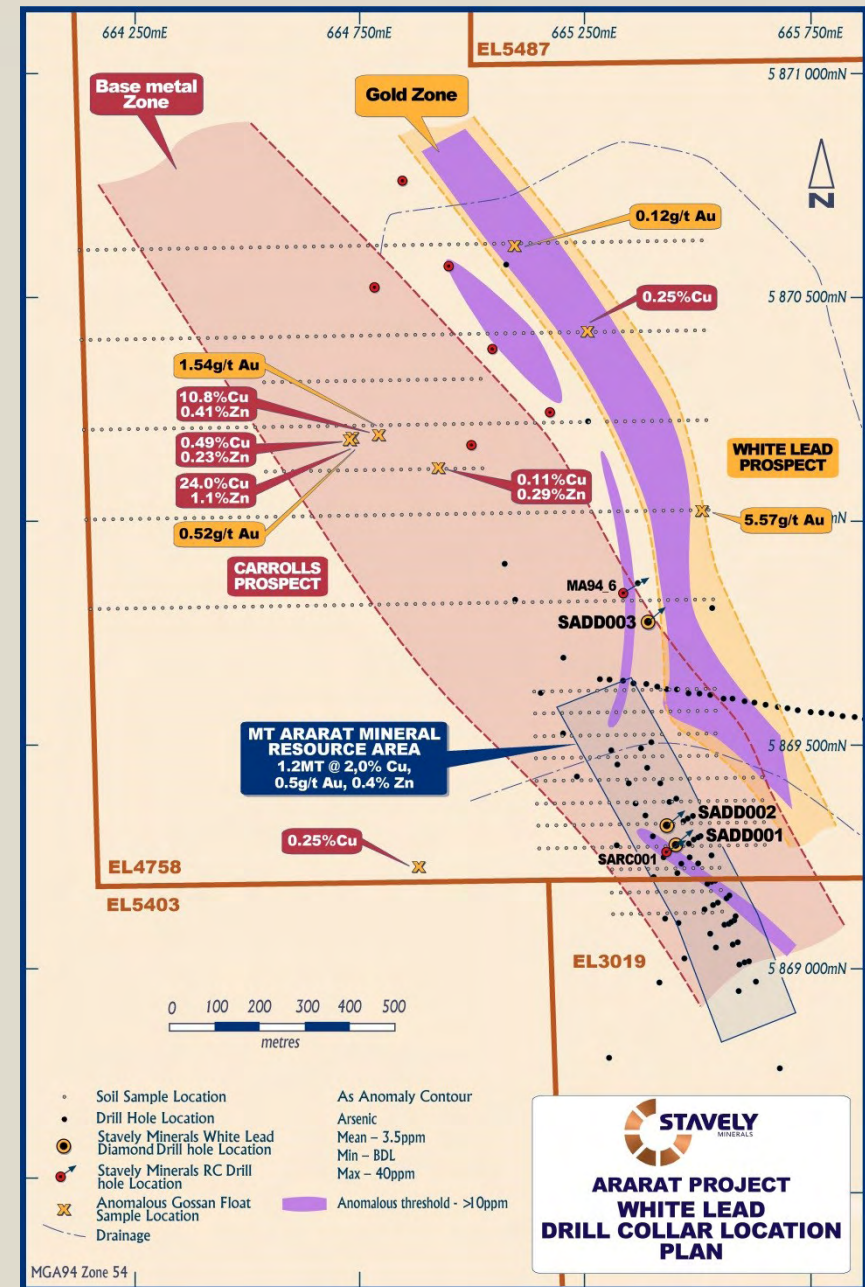 664 250mE
664 750mE
665 250mE
665 750mE
EL5487
5 871 000mN
Base metal
Zone
Gold Zone
N
0.12g/t Au
0.25%Cu
5 870 500mN
1.54g/t Au
10.8%Cu
0.41%Zn
0.49%Cu
0.23%Zn
24.0%Cu
1.1%Zn
0.52g/t Au
0.11%Cu
0.29%Zn
WHITE LEAD
PROSPECT
5.57g/t Au
mN
CARROLLS
PROSPECT
MA94_6
SADD003
MT ARARAT MINERAL
RESOURCE AREA
1.2MT @ 2,0% Cu,
0.5g/t Au, 0.4% Zn
5 869 500mN
SADD002
SADD001
SARC001
0.25%Cu
EL4758
EL5403
EL3019
5 869 000mN
0 100 200 300 400 500
metres
Soil Sample Location
Drill Hole Location
Stavely Minerals White Lead
Diamond Drill hole Location
Stavely Minerals RC Drill
hole Location
Anomalous Gossan Float
Sample Location
Drainage
As Anomaly Contour
Arsenic
Mean – 3.5ppm
Min – BDL
Max – 40ppm
Anomalous threshold - >10ppm
STAVELY
MINERALS
ARARAT PROJECT
WHITE LEAD
DRILL COLLAR LOCATION
PLAN
MGA94 Zone 54